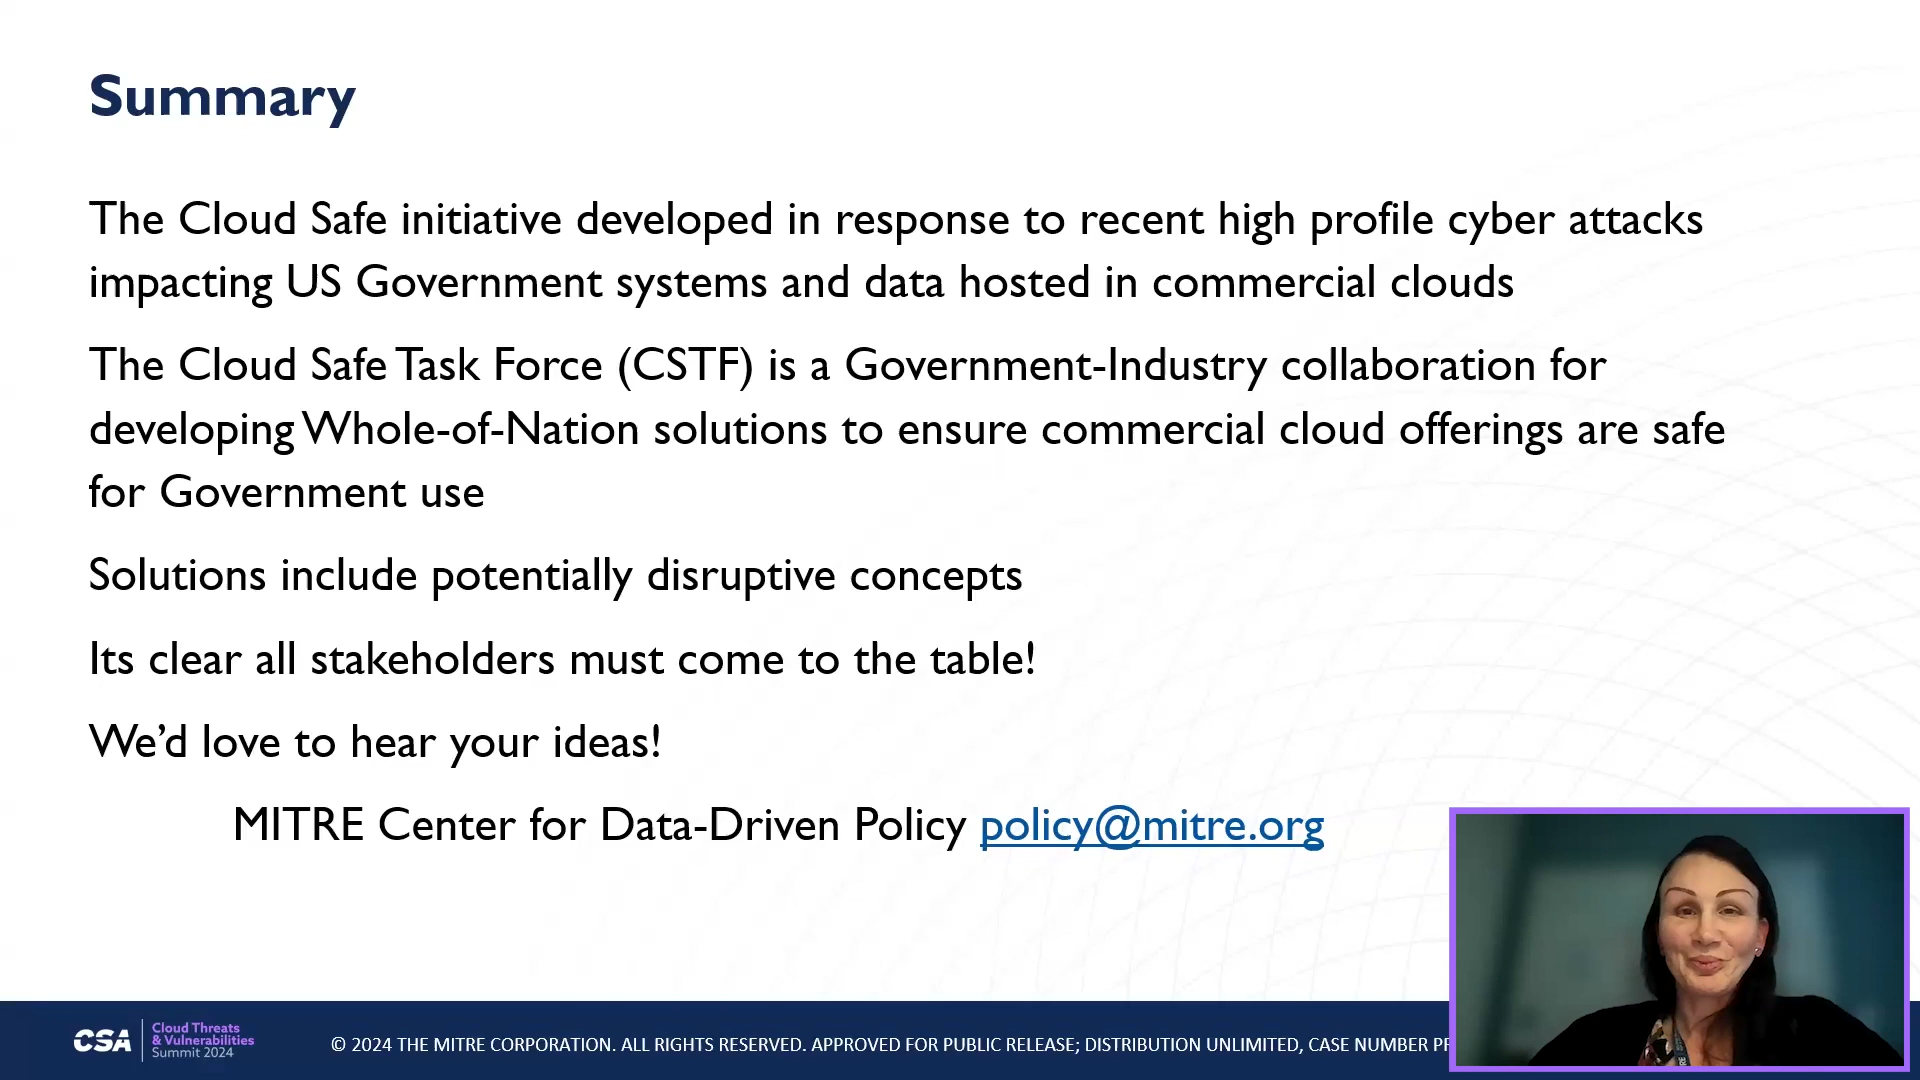 Summary
The Cloud Safe initiative developed in response to recent high profile cyber attacks
impacting US Government systems and data hosted in commercial clouds
The Cloud Safe Task Force (CSTF) is a Government-Industry collaboration for
developing Whole-of-Nation solutions to ensure commercial cloud offerings are safe
for Government use
Solutions include potentially disruptive concepts
Its clear all stakeholders must come to the table!
We’d love to hear your ideas!
MITRE Center for Data-Driven Policy policy@mitre.org
CSA
Cloud Threats
& Vulnerabilities
Summit 2024
© 2024 THE MITRE CORPORATION. ALL RIGHTS RESERVED. APPROVED FOR PUBLIC RELEASE; DISTRIBUTION UNLIMITED, CASE NUMBER